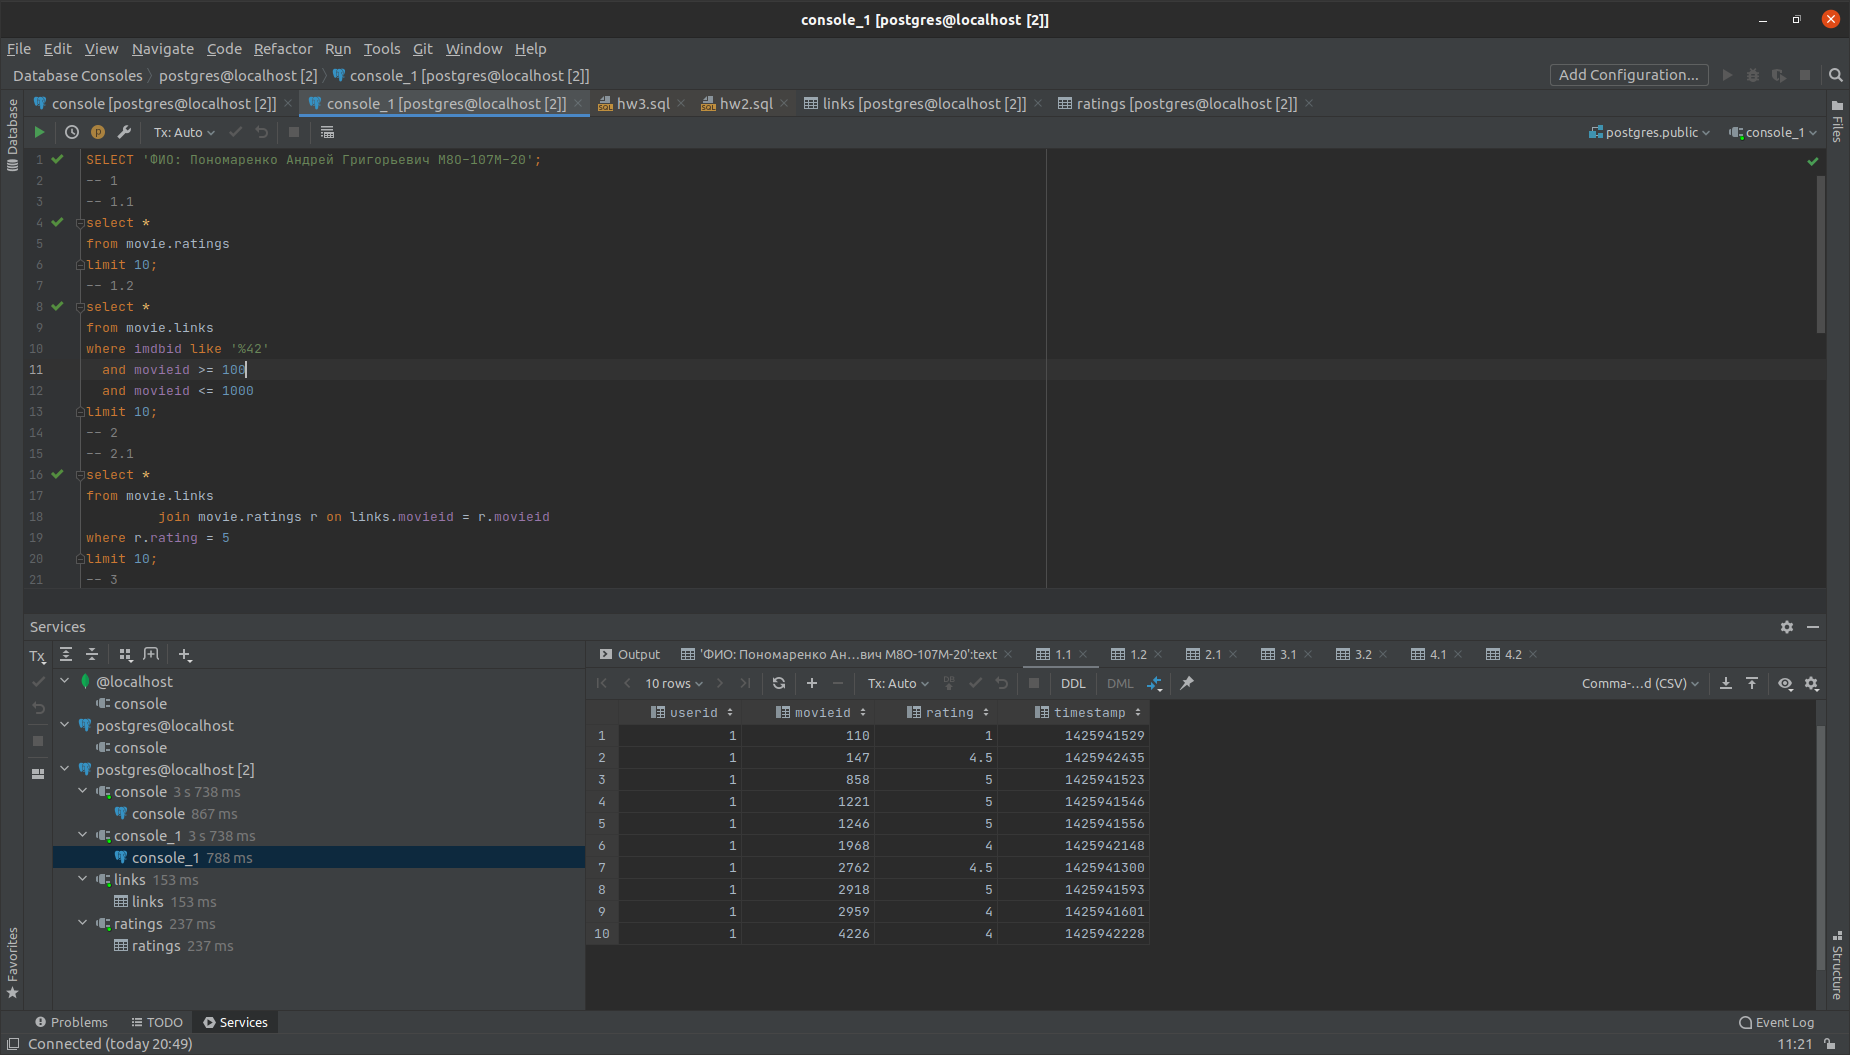 console_1 [postgres@localhost [2]]
File Edit View Navigate Code Refactor Run Tools Git Window Help
Database Consoles postgres@localhost [2] console_1 [postgres@localhost [2]] Add Configuration...
console [postgres@localhost [2]] console_1 [postgres@localhost [2]] hw3.sql hw2.sql links [postgres@localhost [2]] ratings [postgres@localhost [2]]
Database
Files
Tx: Auto postgres.public console_1
1 SELECT 'ФИО: Пономаренко Андрей Григорьевич М8О-107М-20';
2 -- 1
3 -- 1.1
4 select *
5 from movie.ratings
6 limit 10;
7 -- 1.2
8 select *
9 from movie.links
10 where imdbid like '%42'
11 and movieid >= 100
12 and movieid <= 1000
13 limit 10;
14 -- 2
15 -- 2.1
16 select *
17 from movie.links
18 join movie.ratings r on links.movieid = r.movieid
19 where r.rating = 5
20 limit 10;
21 -- 3
Services
Tx
@localhost
console
postgres@localhost
console
postgres@localhost [2]
console 3 s 738 ms
console 867 ms
console_1 3 s 738 ms
console_1 788 ms
links 153 ms
links 153 ms
ratings 237 ms
ratings 237 ms
Output 'ФИО: Пономаренко Ан...вич М8О-107М-20':text 1.1 1.2 2.1 3.1 3.2 4.1 4.2
10 rows Tx: Auto DB DDL DML Comma-...d (CSV)
userid movieid rating timestamp
1 1 110 1 1425941529
2 1 147 4.5 1425942435
3 1 858 5 1425941523
4 1 1221 5 1425941546
5 1 1246 5 1425941556
6 1 1968 4 1425942148
7 1 2762 4.5 1425941300
8 1 2918 5 1425941593
9 1 2959 4 1425941601
10 1 4226 4 1425942228
Favorites
Structure
Problems TODO Services Event Log
Connected (today 20:49) 11:21